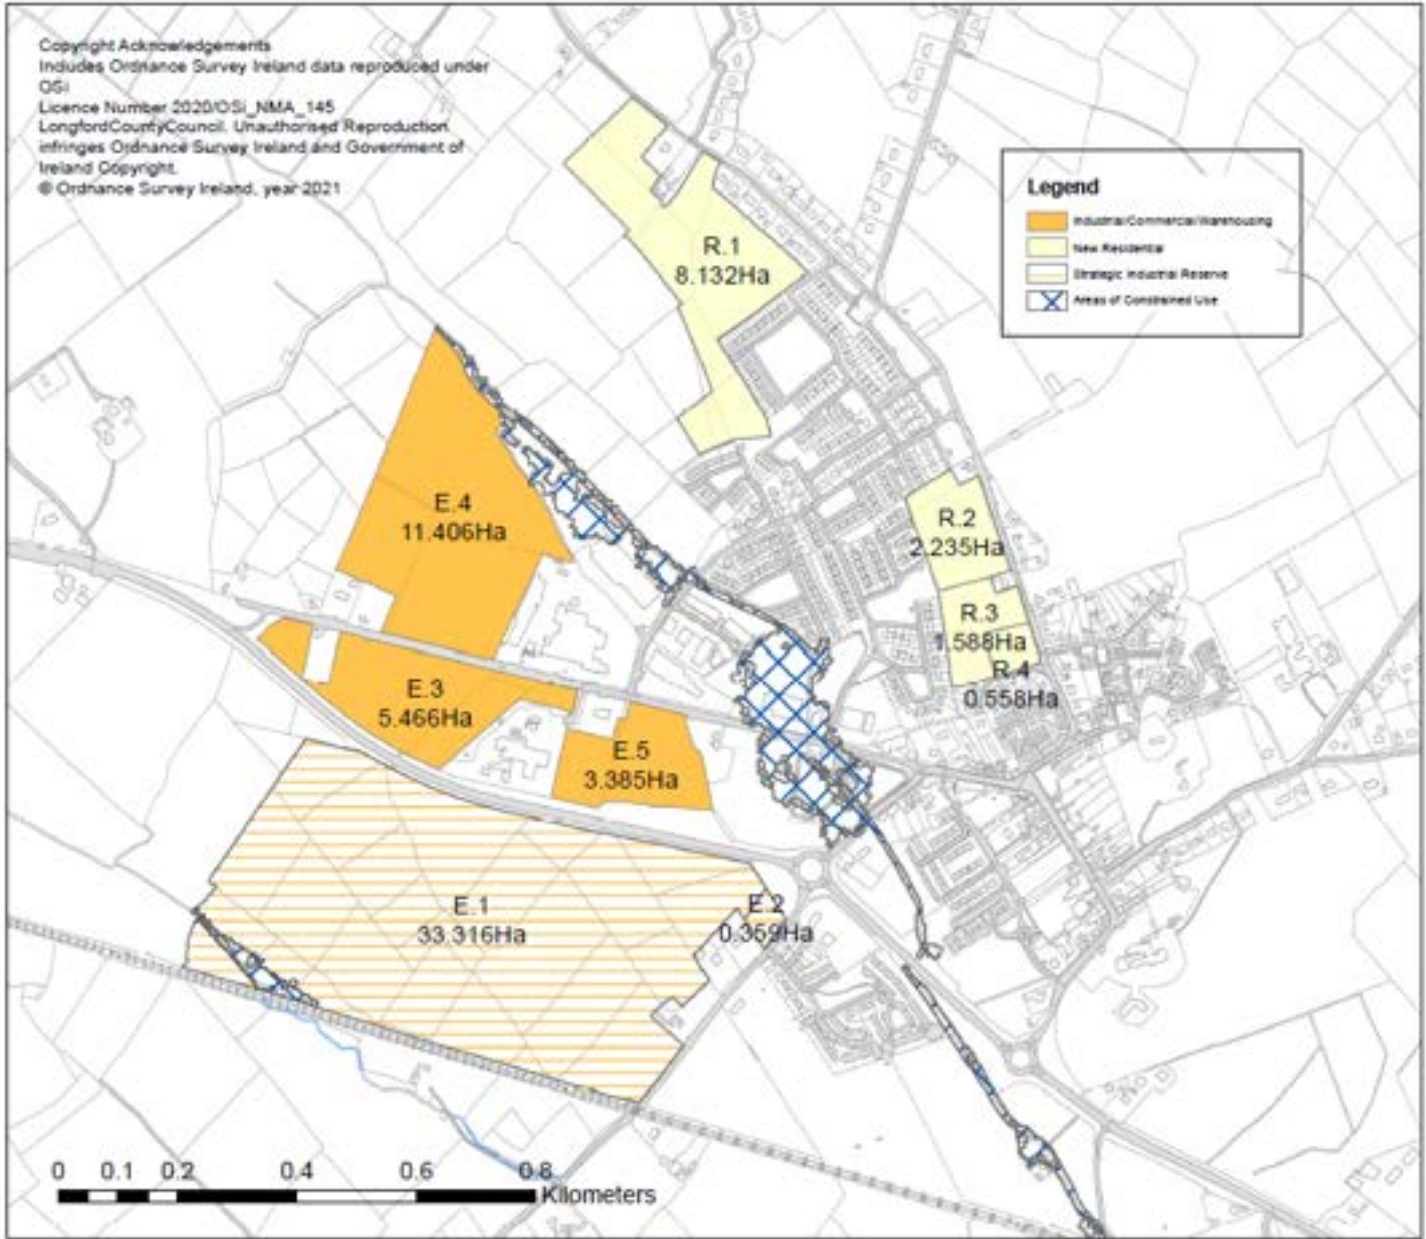 Copyright Acknowledgements
Includes Ordnance Survey Ireland data reproduced under
OSi
Licence Number 2020/OSi_NMA_145
LongfordCountyCouncil. Unauthorised Reproduction
infringes Ordnance Survey Ireland and Government of
Ireland Copyright.
© Ordnance Survey Ireland, year 2021
Legend
Industrial/Commercial/Warehousing
New Residential
Strategic Industrial Reserve
Areas of Constrained Use
R.1
8.132Ha
E.4
11.406Ha
R.2
2.235Ha
R.3
1.588Ha
R.4
0.558Ha
E.3
5.466Ha
E.5
3.385Ha
E.1
33.316Ha
E.2
0.359Ha
0 0.1 0.2 0.4 0.6 0.8
Kilometers